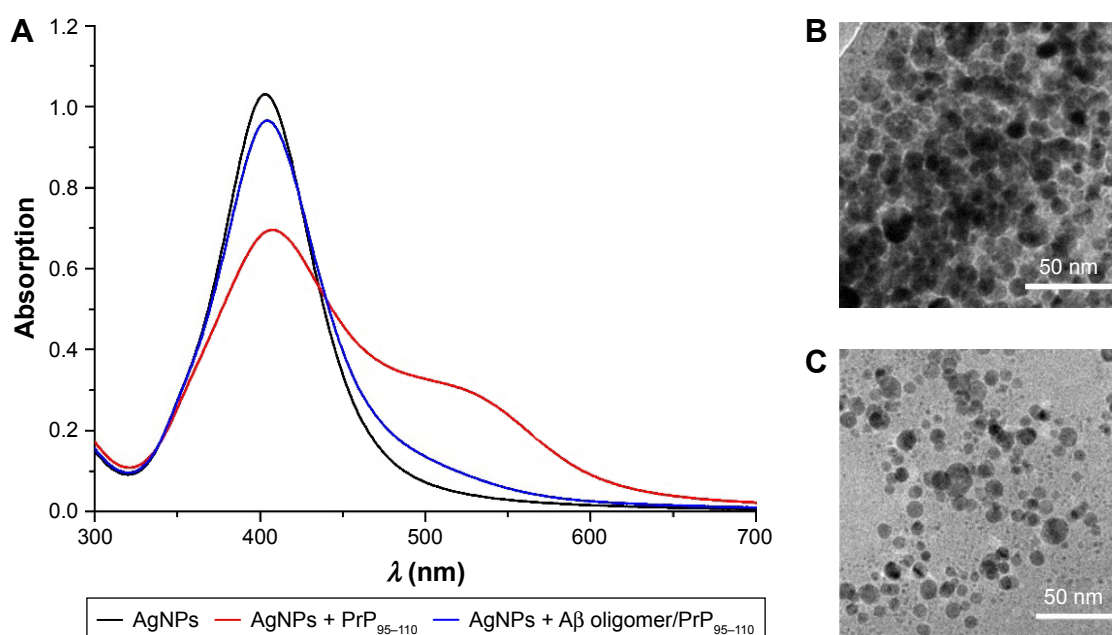 A
1.2
1.0
0.8
0.6
0.4
0.2
0.0
Absorption
300 400 500 600 700
λ (nm)
AgNPs AgNPs + PrP₉₅₋₁₁₀ AgNPs + Aβ oligomer/PrP₉₅₋₁₁₀
B
50 nm
C
50 nm